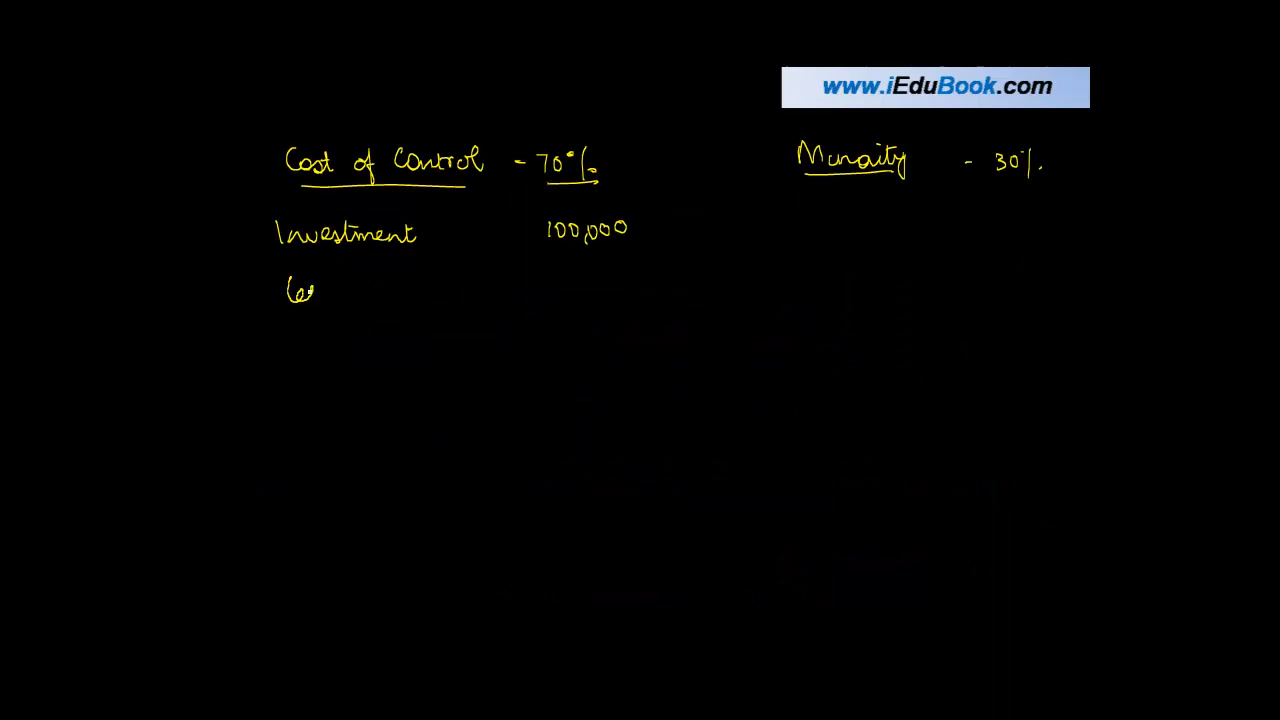 www.iEduBook.com
Cost of Control - 70%. Minority - 30%.
Investment 100,000